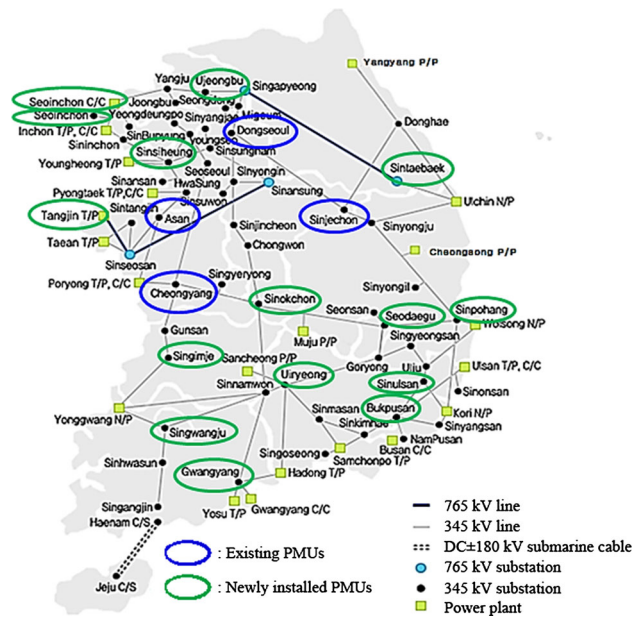 Yangyang P/P
Yangju
Ujeongbu
Singapyeong
Seoinchon C/C
Joongbu
Seongdong
Seoinchon
Yeongdeungpo
Sinyangjae
Migeum
Donghae
Inchon T/P, C/C
SinBupyung
Youngseo
Dongseoul
Sininchon
Sinsiheung
Sinsungnam
Sintaebaek
Youngheong T/P
Seoseoul
Sinansan
HwaSung
Sinyongin
Pyongtaek T/P,C/C
Sinsuwon
Sinansung
Ulchin N/P
Tangjin T/P
Sintangjin
Asan
Sinjechon
Sinyongju
Taean T/P
Sinjincheon
Sinseosan
Chongwon
Cheongsong P/P
Poryong T/P, C/C
Singyeryong
Sinyongil
Cheongyang
Sinokchon
Seonsan
Seodaegu
Sinpohang
Gunsan
Muju P/P
Singyeongsan
Wolsong N/P
Singimje
Sancheong P/P
Goryong
Ulju
Ulsan T/P, C/C
Uiryeong
Sinnamwon
Sinulsan
Sinonsan
Yonggwang N/P
Sinmasan
Bukpusan
Kori N/P
Singwangju
Sinkimhae
Sinyangsan
NamPusan
Sinhwasun
Singoseong
Busan C/C
Gwangyang
Hadong T/P
Samchonpo T/P
Singangjin
Yosu T/P
Gwangyang C/C
Haenam C/S
Jeju C/S
: Existing PMUs
: Newly installed PMUs
765 kV line
345 kV line
DC±180 kV submarine cable
765 kV substation
345 kV substation
Power plant